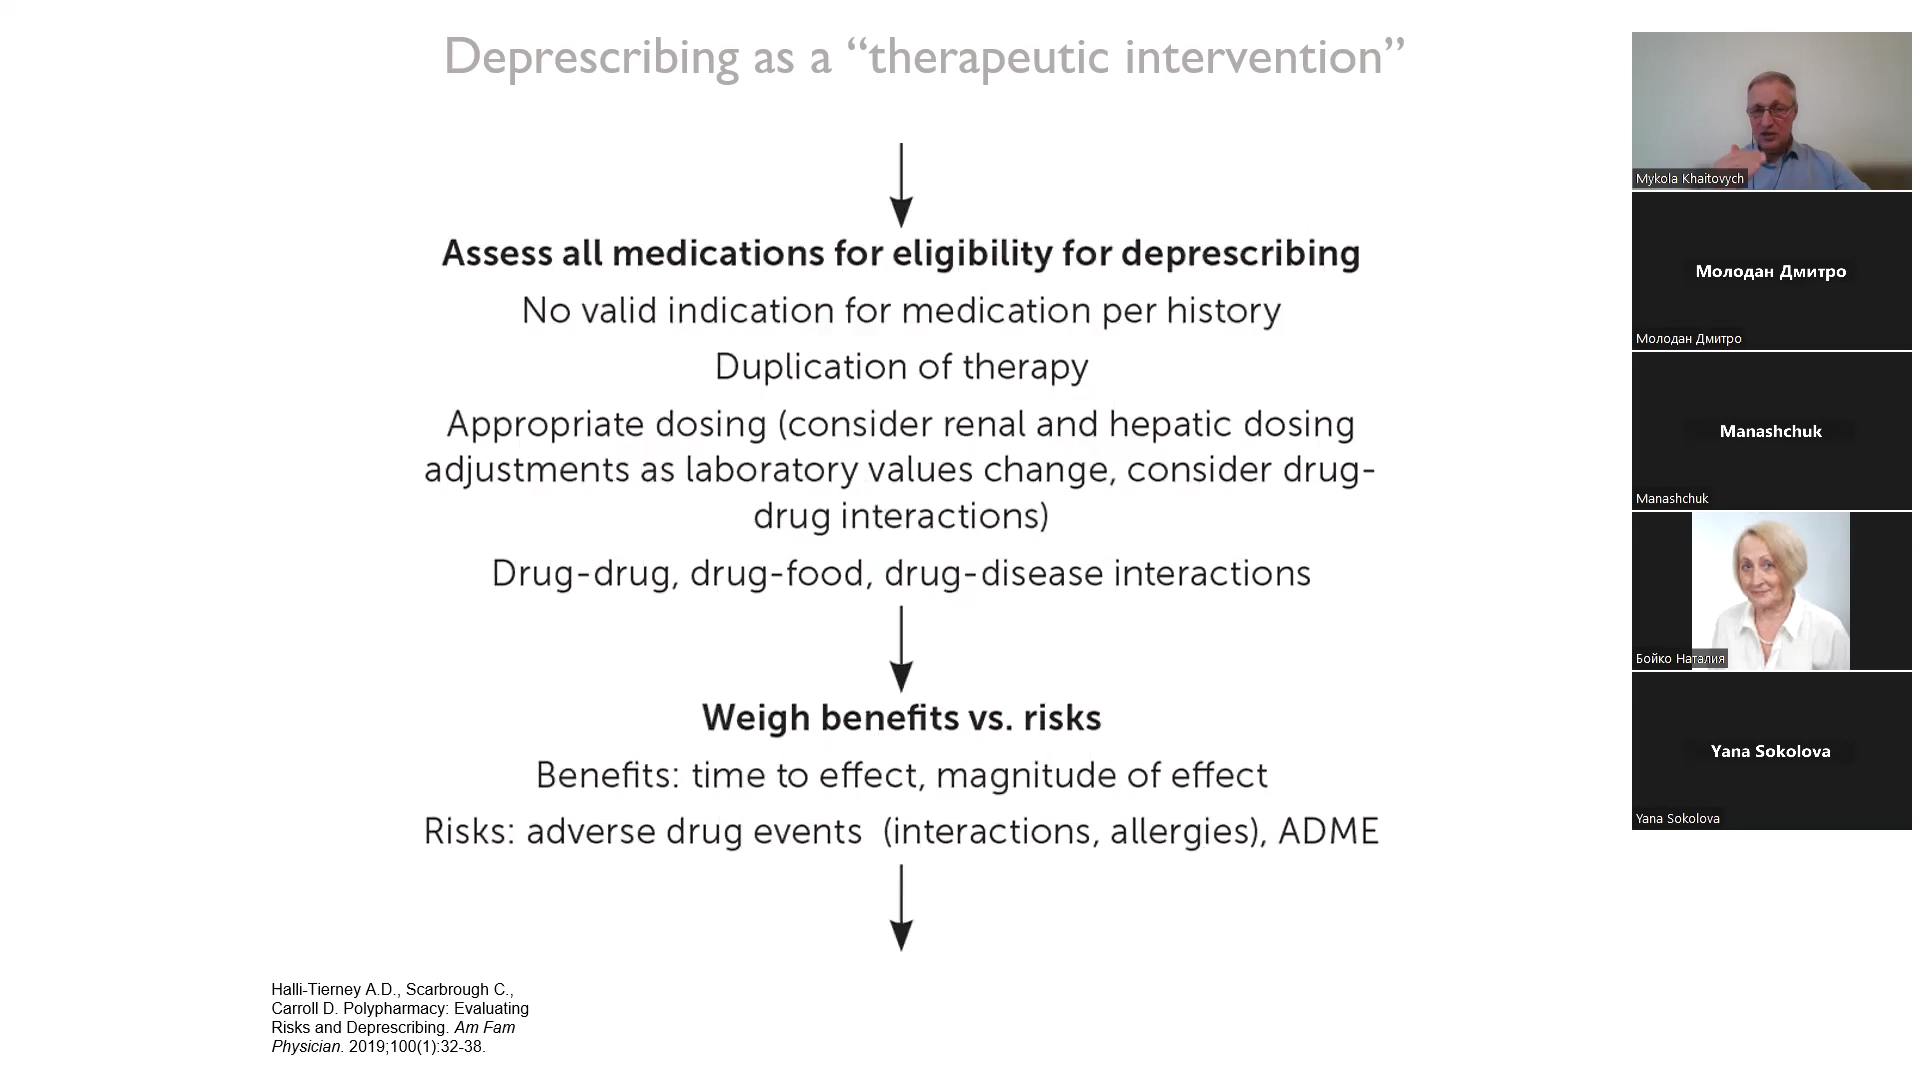 Deprescribing as a “therapeutic intervention”
Assess all medications for eligibility for deprescribing
No valid indication for medication per history
Duplication of therapy
Appropriate dosing (consider renal and hepatic dosing
adjustments as laboratory values change, consider drug-
drug interactions)
Drug-drug, drug-food, drug-disease interactions
Weigh benefits vs. risks
Benefits: time to effect, magnitude of effect
Risks: adverse drug events (interactions, allergies), ADME
Halli-Tierney A.D., Scarbrough C.,
Carroll D. Polypharmacy: Evaluating
Risks and Deprescribing. Am Fam
Physician. 2019;100(1):32-38.
Mykola Khaitovych
Молодан Дмитро
Молодан Дмитро
Manashchuk
Manashchuk
Бойко Наталия
Yana Sokolova
Yana Sokolova